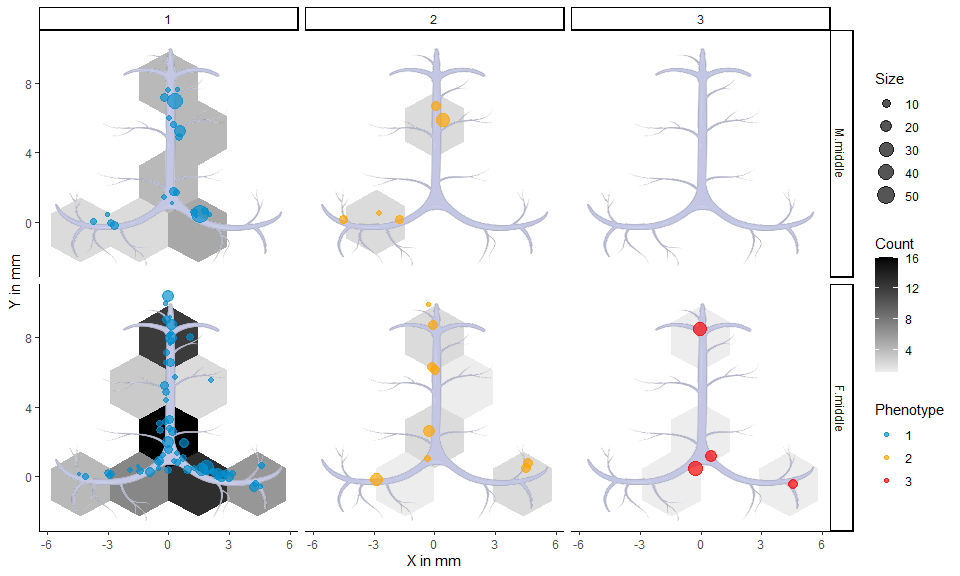 1 2 3
8
4
0
M.middle
8
4
0
F.middle
Y in mm
-6 -3 0 3 6 -6 -3 0 3 6 -6 -3 0 3 6
X in mm
Size
10
20
30
40
50
Count
16
12
8
4
Phenotype
1
2
3